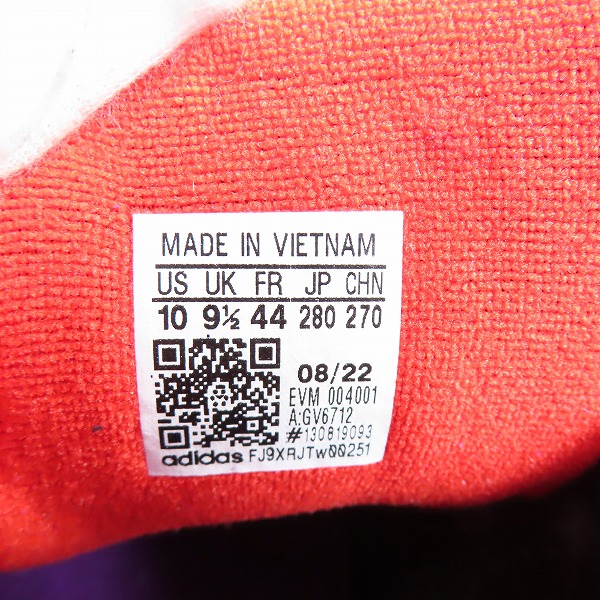 MADE IN VIETNAM
US UK FR JP CHN
10 9½ 44 280 270
08/22
EVM 004001
A:GV6712
#130819093
adidas FJ9XRJTW00251